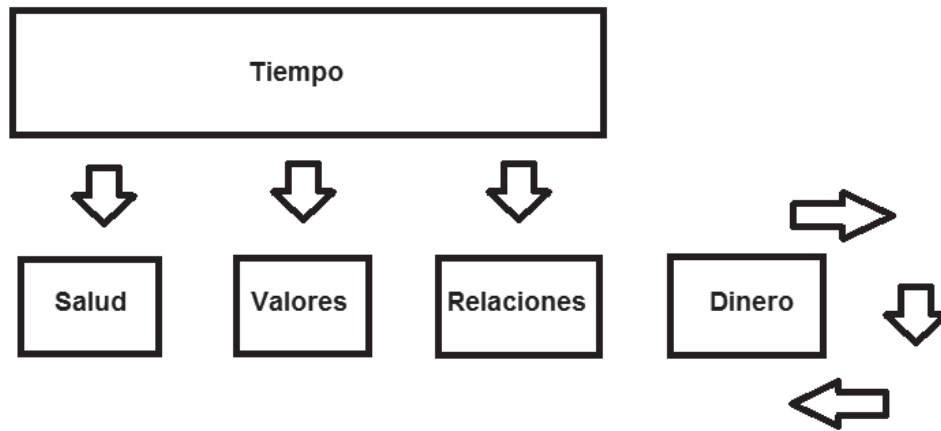 Tiempo
Salud
Valores
Relaciones
Dinero